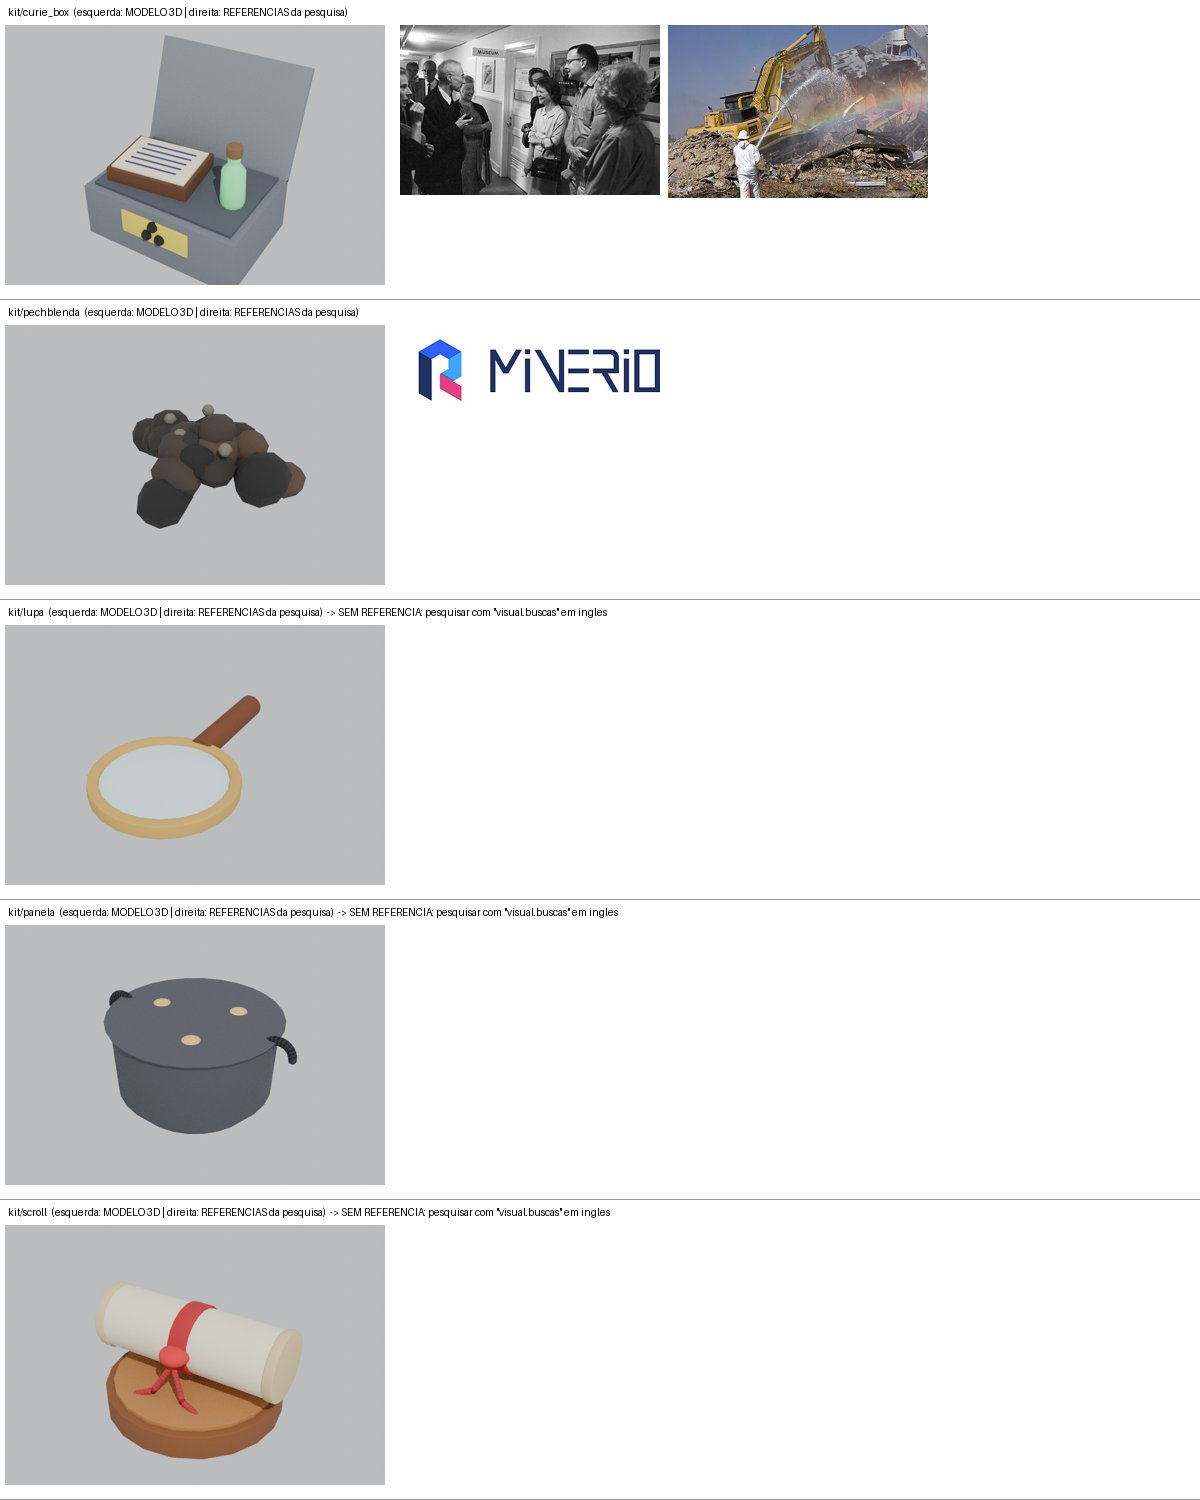 kit/curie_box (esquerda: MODELO 3D | direita: REFERENCIAS da pesquisa)
MUSEUM
kit/pechblenda (esquerda: MODELO 3D | direita: REFERENCIAS da pesquisa)
MiNERiO
kit/lupa (esquerda: MODELO 3D | direita: REFERENCIAS da pesquisa) -> SEM REFERENCIA: pesquisar com "visual.buscas" em ingles
kit/panela (esquerda: MODELO 3D | direita: REFERENCIAS da pesquisa) -> SEM REFERENCIA: pesquisar com "visual.buscas" em ingles
kit/scroll (esquerda: MODELO 3D | direita: REFERENCIAS da pesquisa) -> SEM REFERENCIA: pesquisar com "visual.buscas" em ingles